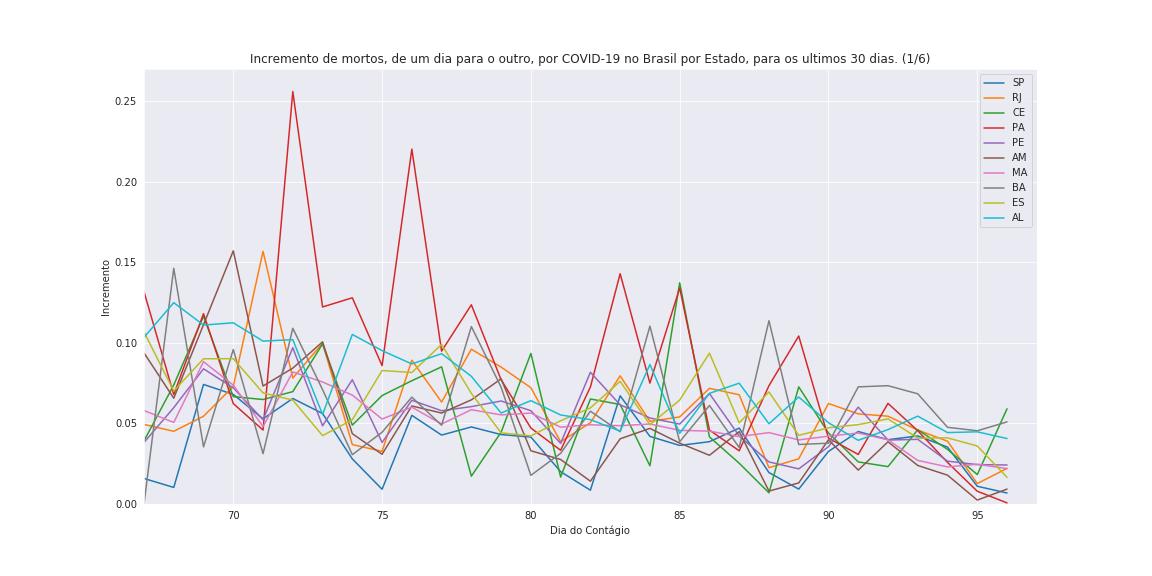 Incremento de mortos, de um dia para o outro, por COVID-19 no Brasil por Estado, para os ultimos 30 dias. (1/6)
SP
RJ
CE
PA
PE
AM
MA
BA
ES
AL
0.25
0.20
0.15
0.10
0.05
0.00
Incremento
70
75
80
85
90
95
Dia do Contágio